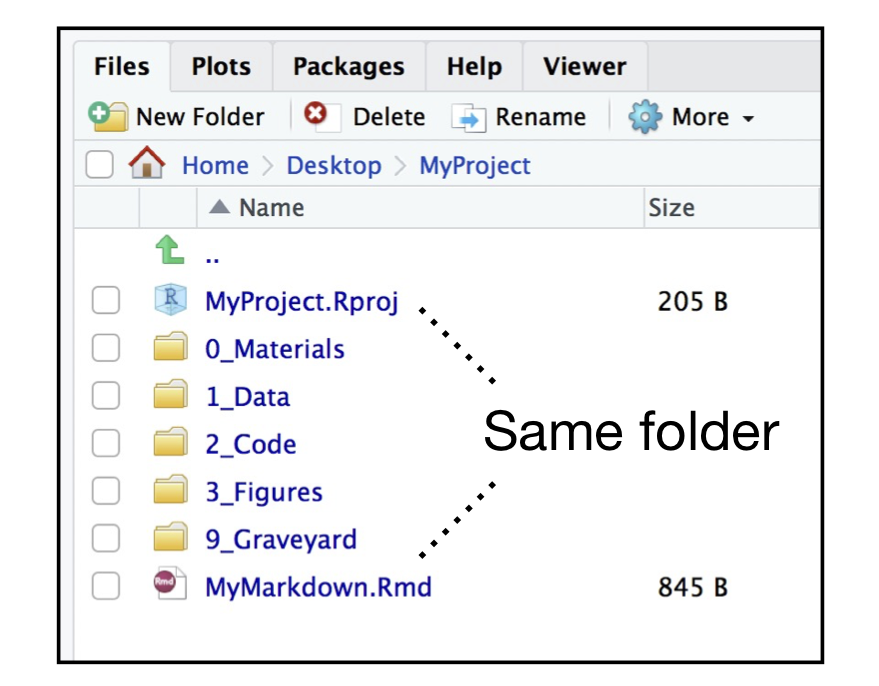 Files Plots Packages Help Viewer
New Folder Delete Rename More
Home > Desktop > MyProject
Name Size
..
MyProject.Rproj 205 B
0_Materials
1_Data
Same folder
2_Code
3_Figures
9_Graveyard
Rmd MyMarkdown.Rmd 845 B